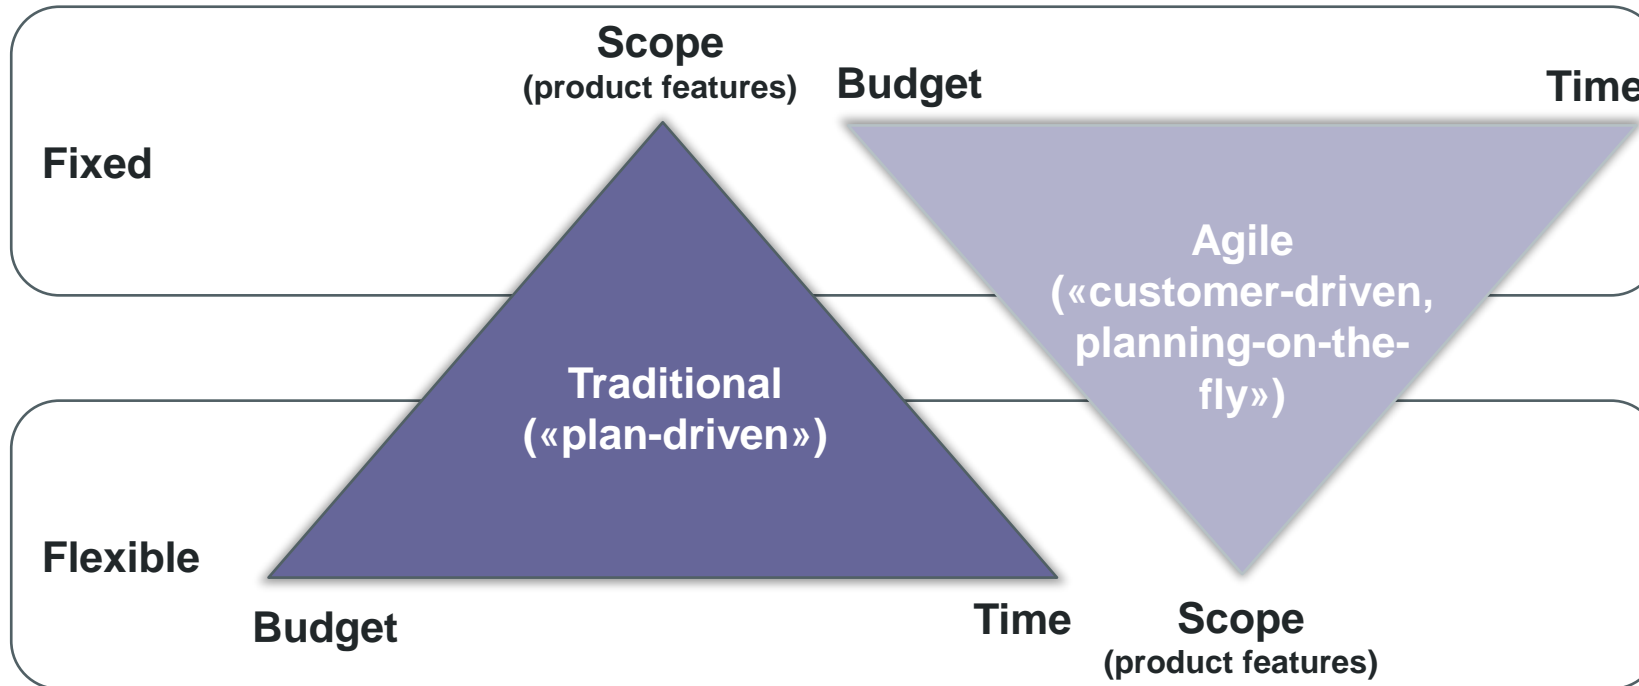 Scope
(product features)
Budget
Time
Fixed
Agile
(«customer-driven,
planning-on-the-
fly»)
Traditional
(«plan-driven»)
Flexible
Budget
Time
Scope
(product features)